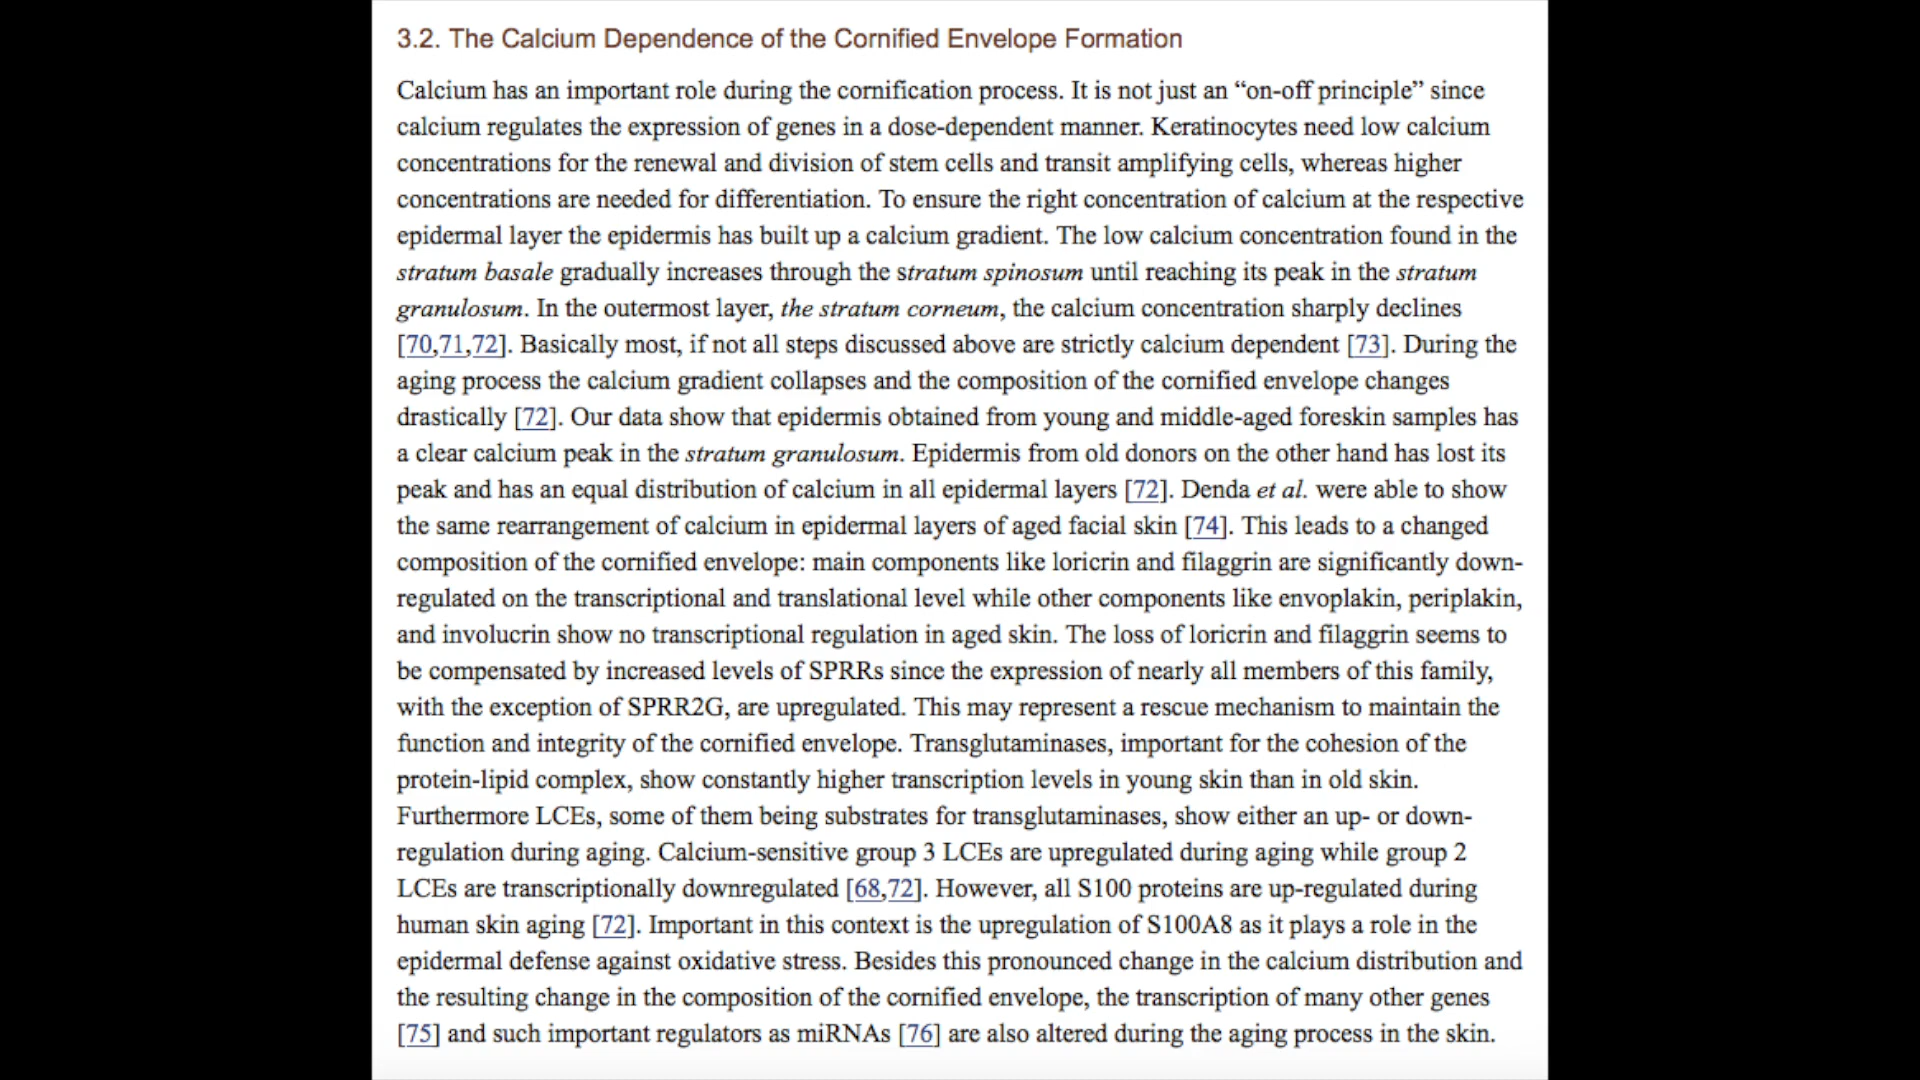 3.2. The Calcium Dependence of the Cornified Envelope Formation
Calcium has an important role during the cornification process. It is not just an “on-off principle” since
calcium regulates the expression of genes in a dose-dependent manner. Keratinocytes need low calcium
concentrations for the renewal and division of stem cells and transit amplifying cells, whereas higher
concentrations are needed for differentiation. To ensure the right concentration of calcium at the respective
epidermal layer the epidermis has built up a calcium gradient. The low calcium concentration found in the
stratum basale gradually increases through the stratum spinosum until reaching its peak in the stratum
granulosum. In the outermost layer, the stratum corneum, the calcium concentration sharply declines
[70,71,72]. Basically most, if not all steps discussed above are strictly calcium dependent [73]. During the
aging process the calcium gradient collapses and the composition of the cornified envelope changes
drastically [72]. Our data show that epidermis obtained from young and middle-aged foreskin samples has
a clear calcium peak in the stratum granulosum. Epidermis from old donors on the other hand has lost its
peak and has an equal distribution of calcium in all epidermal layers [72]. Denda et al. were able to show
the same rearrangement of calcium in epidermal layers of aged facial skin [74]. This leads to a changed
composition of the cornified envelope: main components like loricrin and filaggrin are significantly down-
regulated on the transcriptional and translational level while other components like envoplakin, periplakin,
and involucrin show no transcriptional regulation in aged skin. The loss of loricrin and filaggrin seems to
be compensated by increased levels of SPRRs since the expression of nearly all members of this family,
with the exception of SPRR2G, are upregulated. This may represent a rescue mechanism to maintain the
function and integrity of the cornified envelope. Transglutaminases, important for the cohesion of the
protein-lipid complex, show constantly higher transcription levels in young skin than in old skin.
Furthermore LCEs, some of them being substrates for transglutaminases, show either an up- or down-
regulation during aging. Calcium-sensitive group 3 LCEs are upregulated during aging while group 2
LCEs are transcriptionally downregulated [68,72]. However, all S100 proteins are up-regulated during
human skin aging [72]. Important in this context is the upregulation of S100A8 as it plays a role in the
epidermal defense against oxidative stress. Besides this pronounced change in the calcium distribution and
the resulting change in the composition of the cornified envelope, the transcription of many other genes
[75] and such important regulators as miRNAs [76] are also altered during the aging process in the skin.